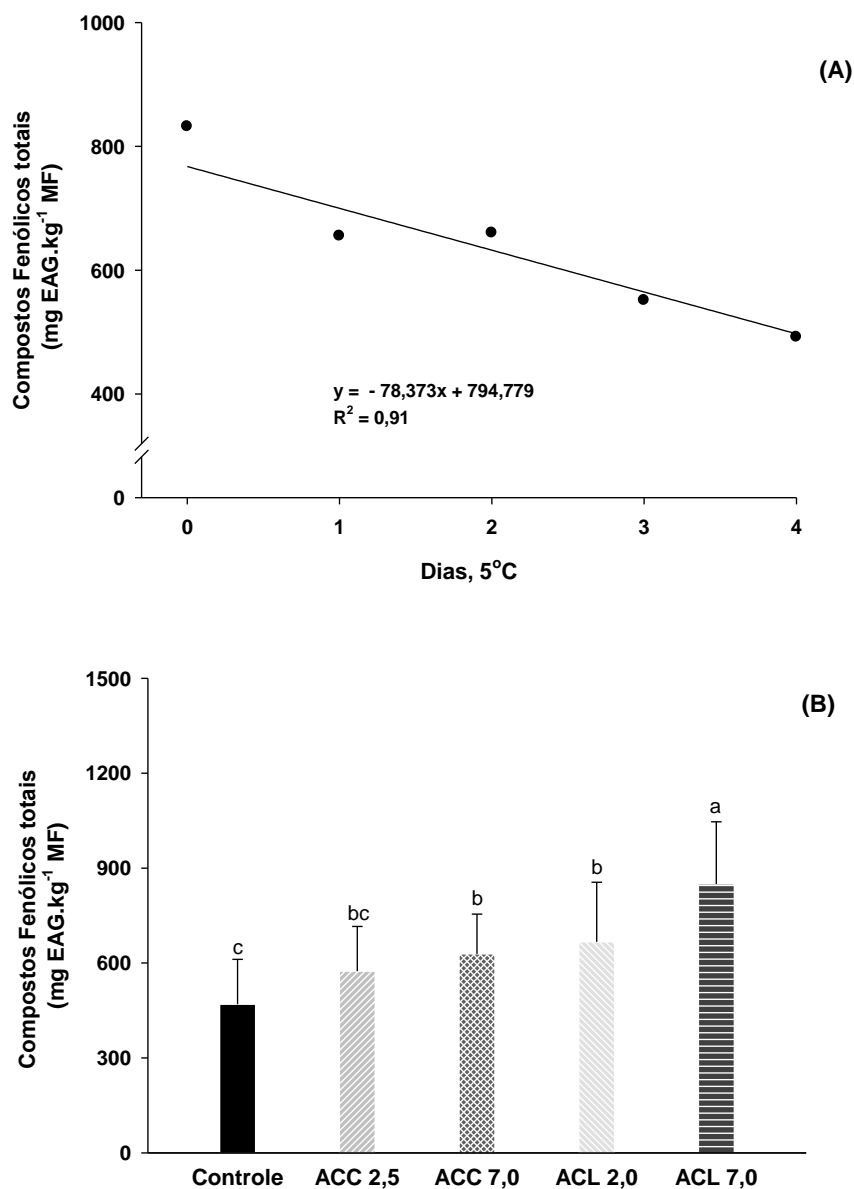 (A)
Compostos Fenólicos totais
(mg EAG.kg⁻¹ MF)
1000
800
600
400
0
y = - 78,373x + 794,779
R² = 0,91
0 1 2 3 4
Dias, 5°C
(B)
Compostos Fenólicos totais
(mg EAG.kg⁻¹ MF)
1500
1200
900
600
300
0
c bc b b a
Controle ACC 2,5 ACC 7,0 ACL 2,0 ACL 7,0